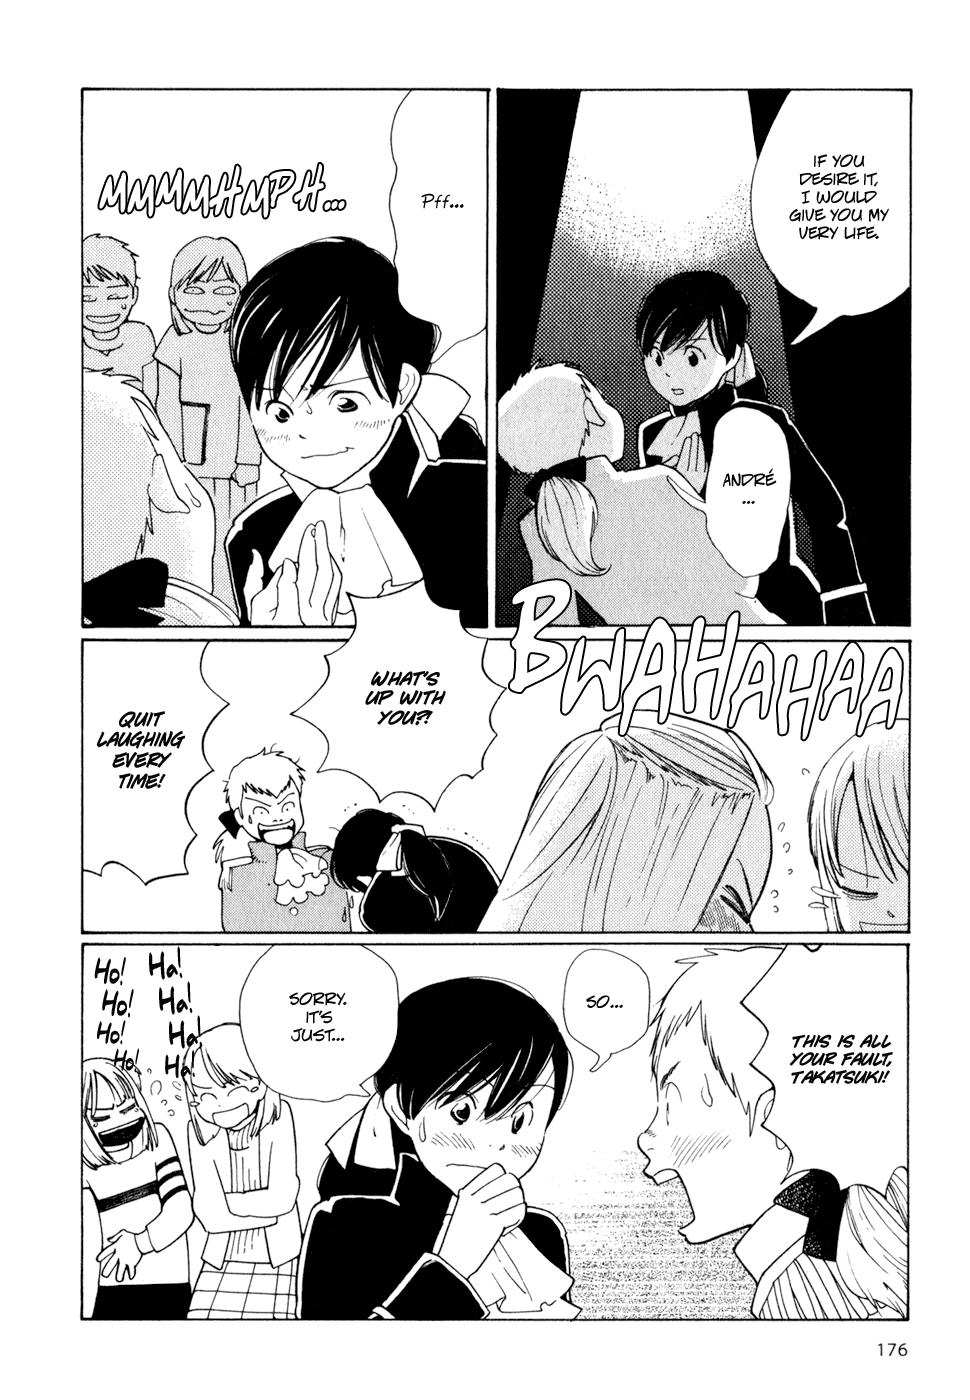 IF YOU
DESIRE IT,
I WOULD
GIVE YOU MY
VERY LIFE.
ANDRÉ
...
Pff...
MMMMHMPH...
BWAHAHAHAA
WHAT'S
UP WITH
YOU?!
QUIT
LAUGHING
EVERY
TIME!
THIS IS ALL
YOUR FAULT,
TAKATSUKI!
SO...
SORRY.
IT'S
JUST...
Ha!
Ha!
Ha!
Ha!
Ho!
Ho!
Ho!
Ho!
176